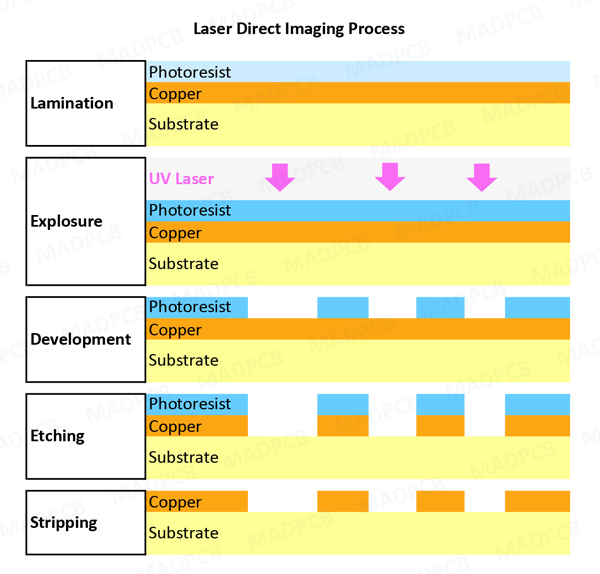 Laser Direct Imaging Process
Lamination
Photoresist
Copper
Substrate
Explosure
UV Laser
Photoresist
Copper
Substrate
Development
Photoresist
Copper
Substrate
Etching
Photoresist
Copper
Substrate
Stripping
Copper
Substrate
MADPCB